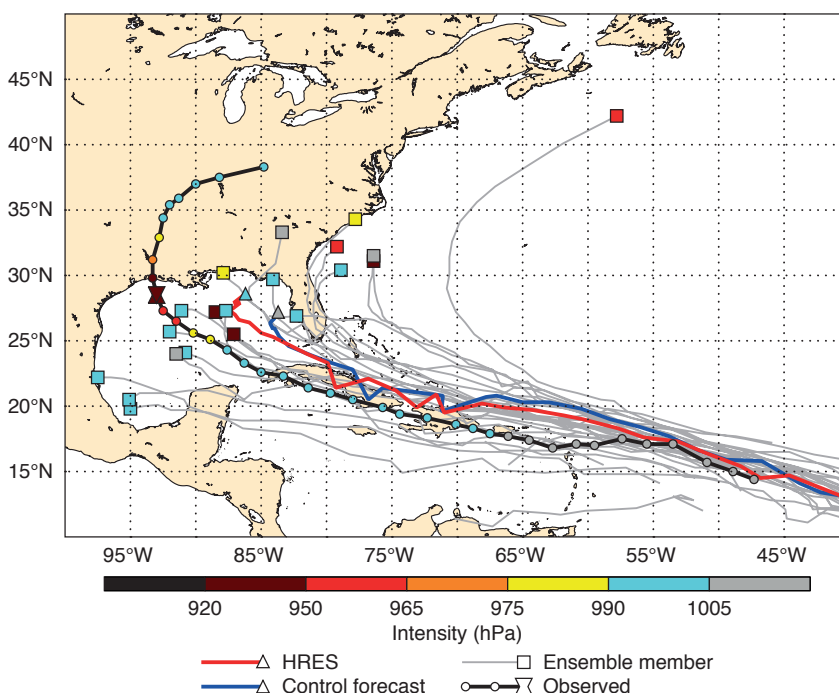 45°N
40°N
35°N
30°N
25°N
20°N
15°N
95°W 85°W 75°W 65°W 55°W 45°W
920 950 965 975 990 1005
Intensity (hPa)
HRES Ensemble member
Control forecast Observed